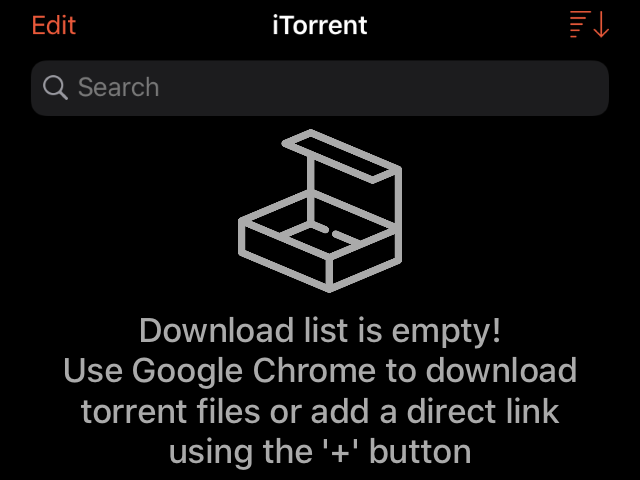 Edit
iTorrent
Search
Download list is empty!
Use Google Chrome to download
torrent files or add a direct link
using the '+' button